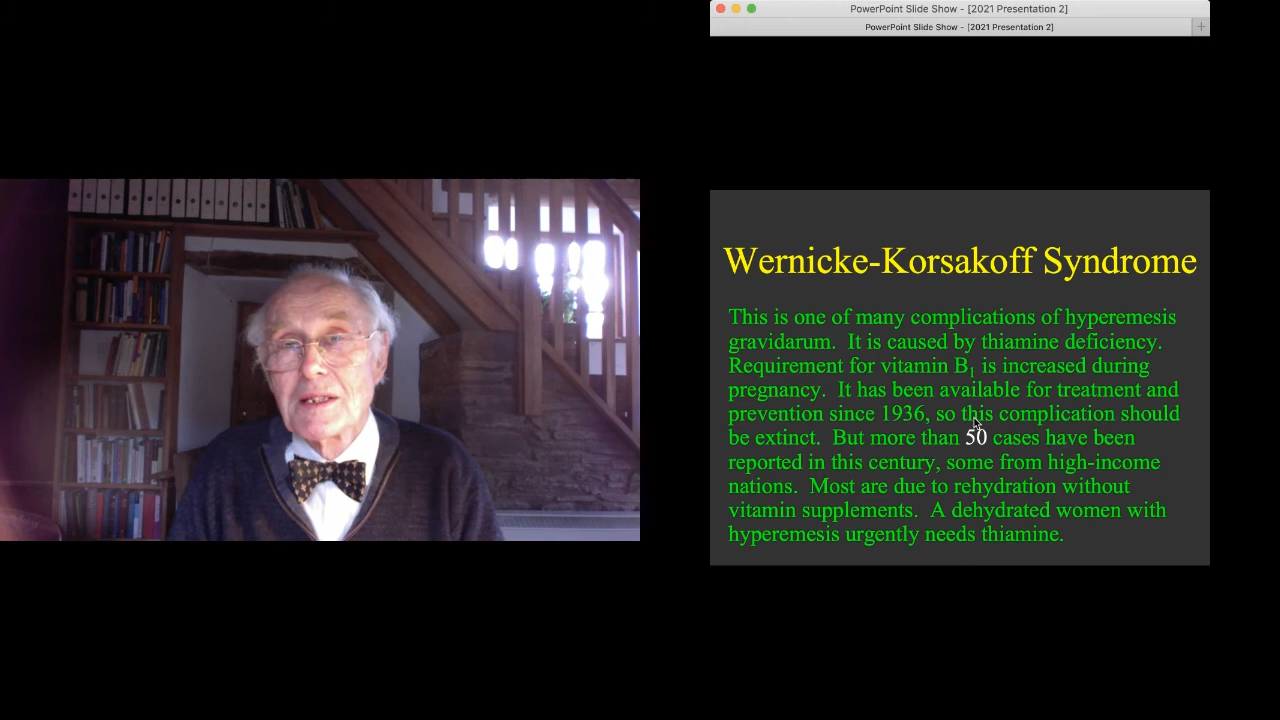 PowerPoint Slide Show - [2021 Presentation 2]
PowerPoint Slide Show - [2021 Presentation 2]
Wernicke-Korsakoff Syndrome
This is one of many complications of hyperemesis
gravidarum. It is caused by thiamine deficiency.
Requirement for vitamin B₁ is increased during
pregnancy. It has been available for treatment and
prevention since 1936, so this complication should
be extinct. But more than 50 cases have been
reported in this century, some from high-income
nations. Most are due to rehydration without
vitamin supplements. A dehydrated women with
hyperemesis urgently needs thiamine.